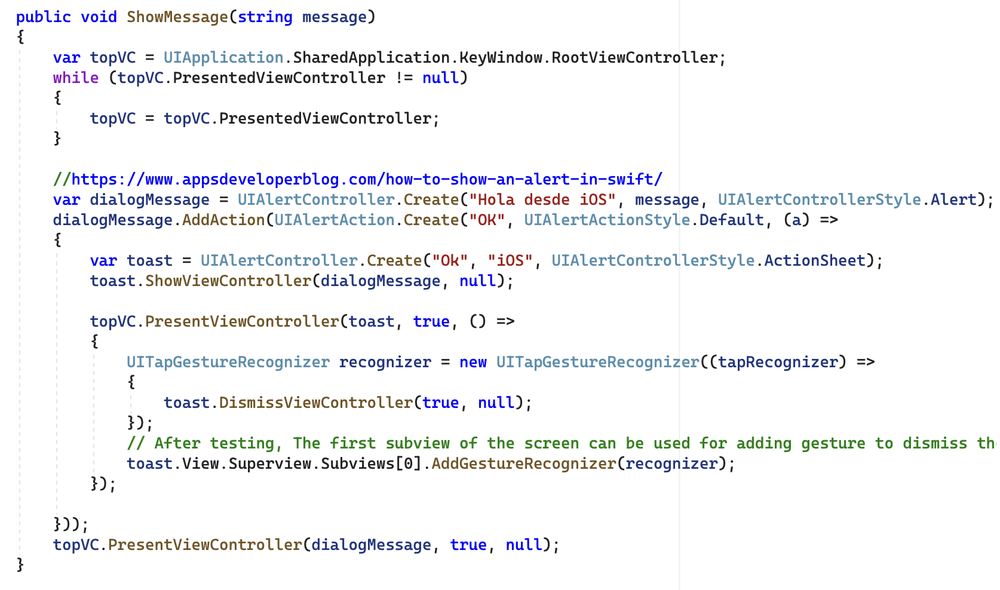 public void ShowMessage(string message)
{
    var topVC = UIApplication.SharedApplication.KeyWindow.RootViewController;
    while (topVC.PresentedViewController != null)
    {
        topVC = topVC.PresentedViewController;
    }

    //https://www.appsdeveloperblog.com/how-to-show-an-alert-in-swift/
    var dialogMessage = UIAlertController.Create("Hola desde iOS", message, UIAlertControllerStyle.Alert);
    dialogMessage.AddAction(UIAlertAction.Create("OK", UIAlertActionStyle.Default, (a) =>
    {
        var toast = UIAlertController.Create("Ok", "iOS", UIAlertControllerStyle.ActionSheet);
        toast.ShowViewController(dialogMessage, null);

        topVC.PresentViewController(toast, true, () =>
        {
            UITapGestureRecognizer recognizer = new UITapGestureRecognizer((tapRecognizer) =>
            {
                toast.DismissViewController(true, null);
            });
            // After testing, The first subview of the screen can be used for adding gesture to dismiss
            toast.View.Superview.Subviews[0].AddGestureRecognizer(recognizer);
        });

    }));
    topVC.PresentViewController(dialogMessage, true, null);
}